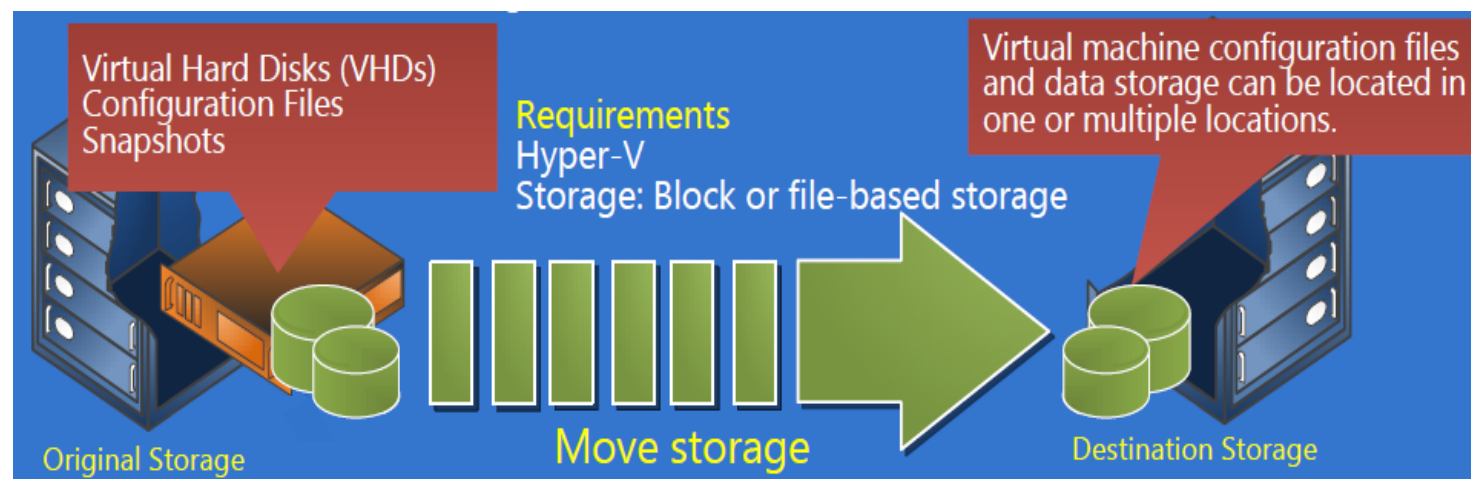 Virtual Hard Disks (VHDs)
Configuration Files
Snapshots
Requirements
Hyper-V
Storage: Block or file-based storage
Virtual machine configuration files
and data storage can be located in
one or multiple locations.
Move storage
Original Storage
Destination Storage